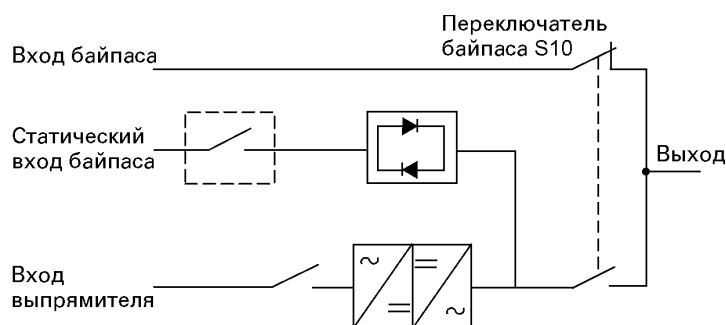 Переключатель
байпаса S10
Вход байпаса
Статический
вход байпаса
Выход
Вход
выпрямителя